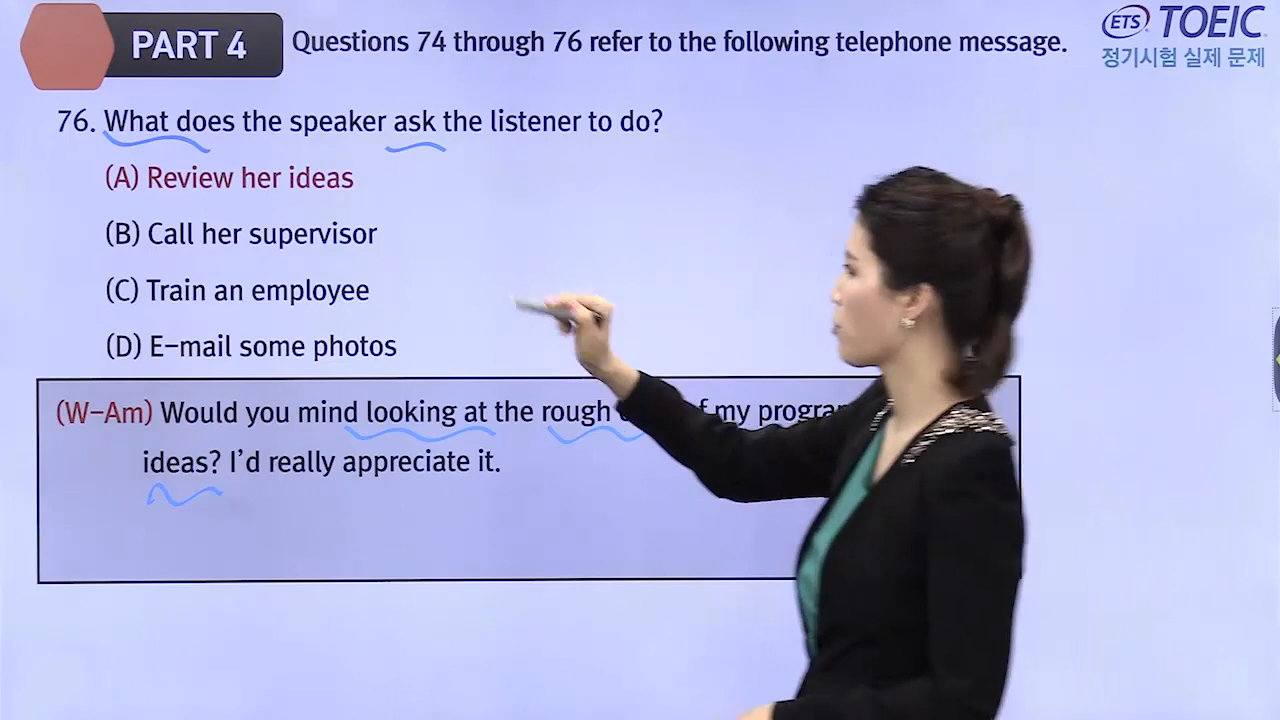 PART 4
Questions 74 through 76 refer to the following telephone message.
ETS TOEIC
정기시험 실제 문제
76. What does the speaker ask the listener to do?
(A) Review her ideas
(B) Call her supervisor
(C) Train an employee
(D) E-mail some photos
(W-Am) Would you mind looking at the rough of my
ideas? I'd really appreciate it.